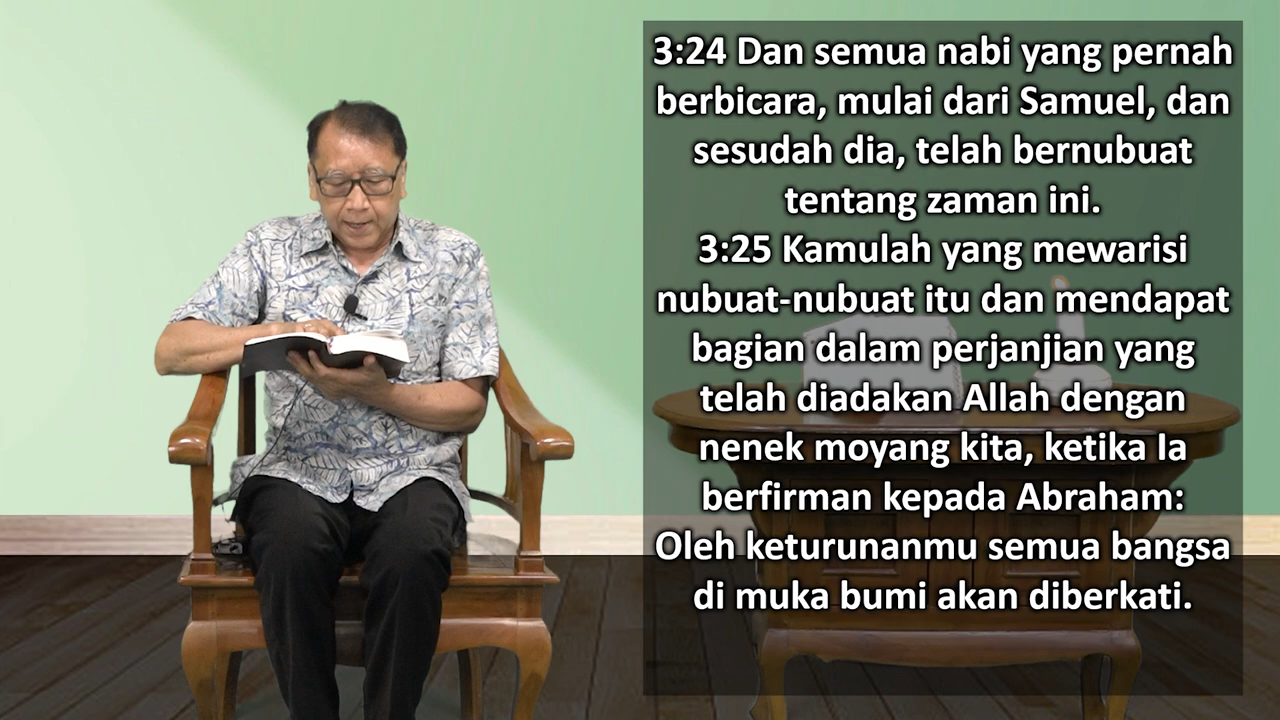 3:24 Dan semua nabi yang pernah
berbicara, mulai dari Samuel, dan
sesudah dia, telah bernubuat
tentang zaman ini.
3:25 Kamulah yang mewarisi
nubuat-nubuat itu dan mendapat
bagian dalam perjanjian yang
telah diadakan Allah dengan
nenek moyang kita, ketika Ia
berfirman kepada Abraham:
Oleh keturunanmu semua bangsa
di muka bumi akan diberkati.